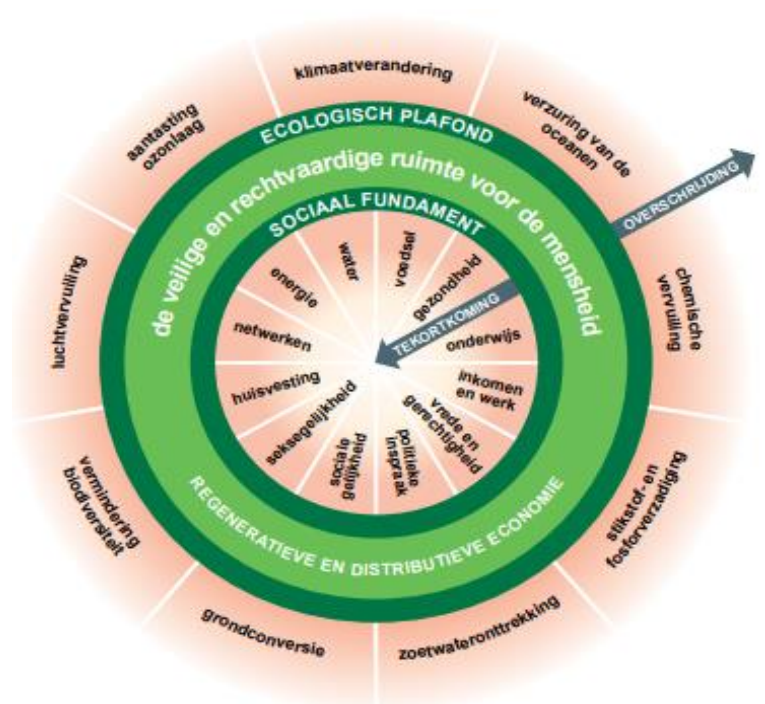 klimaatverandering
verzuring van de
oceanen
OVERSCHRIJDING
chemische
vervuiling
stikstof- en
fosforverzadiging
zoetwateronttrekking
grondconversie
vermindering
biodiversiteit
luchtvervuiling
aantasting
ozonlaag
ECOLOGISCH PLAFOND
de veilige en rechtvaardige ruimte voor de mensheid
SOCIAAL FUNDAMENT
water
voedsel
gezondheid
TEKORTKOMING
onderwijs
inkomen
en werk
vrede en
gerechtigheid
politieke
inspraak
sociale
gelijkheid
seksegelijkheid
huisvesting
netwerken
energie
REGENERATIEVE EN DISTRIBUTIEVE ECONOMIE